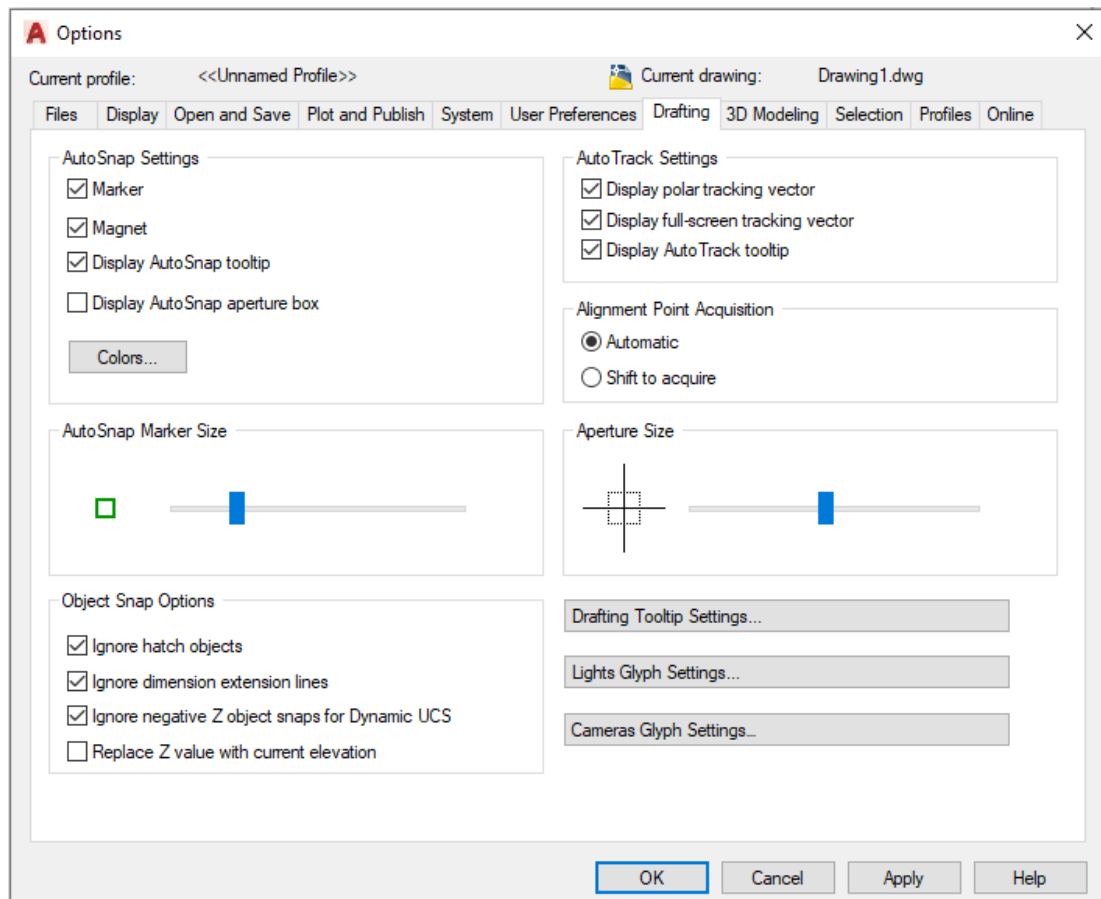 Options
Current profile: <<Unnamed Profile>> Current drawing: Drawing1.dwg
Files Display Open and Save Plot and Publish System User Preferences Drafting 3D Modeling Selection Profiles Online
AutoSnap Settings
Marker
Magnet
Display AutoSnap tooltip
Display AutoSnap aperture box
Colors...
AutoTrack Settings
Display polar tracking vector
Display full-screen tracking vector
Display AutoTrack tooltip
Alignment Point Acquisition
Automatic
Shift to acquire
AutoSnap Marker Size
Aperture Size
Object Snap Options
Ignore hatch objects
Ignore dimension extension lines
Ignore negative Z object snaps for Dynamic UCS
Replace Z value with current elevation
Drafting Tooltip Settings...
Lights Glyph Settings...
Cameras Glyph Settings...
OK Cancel Apply Help